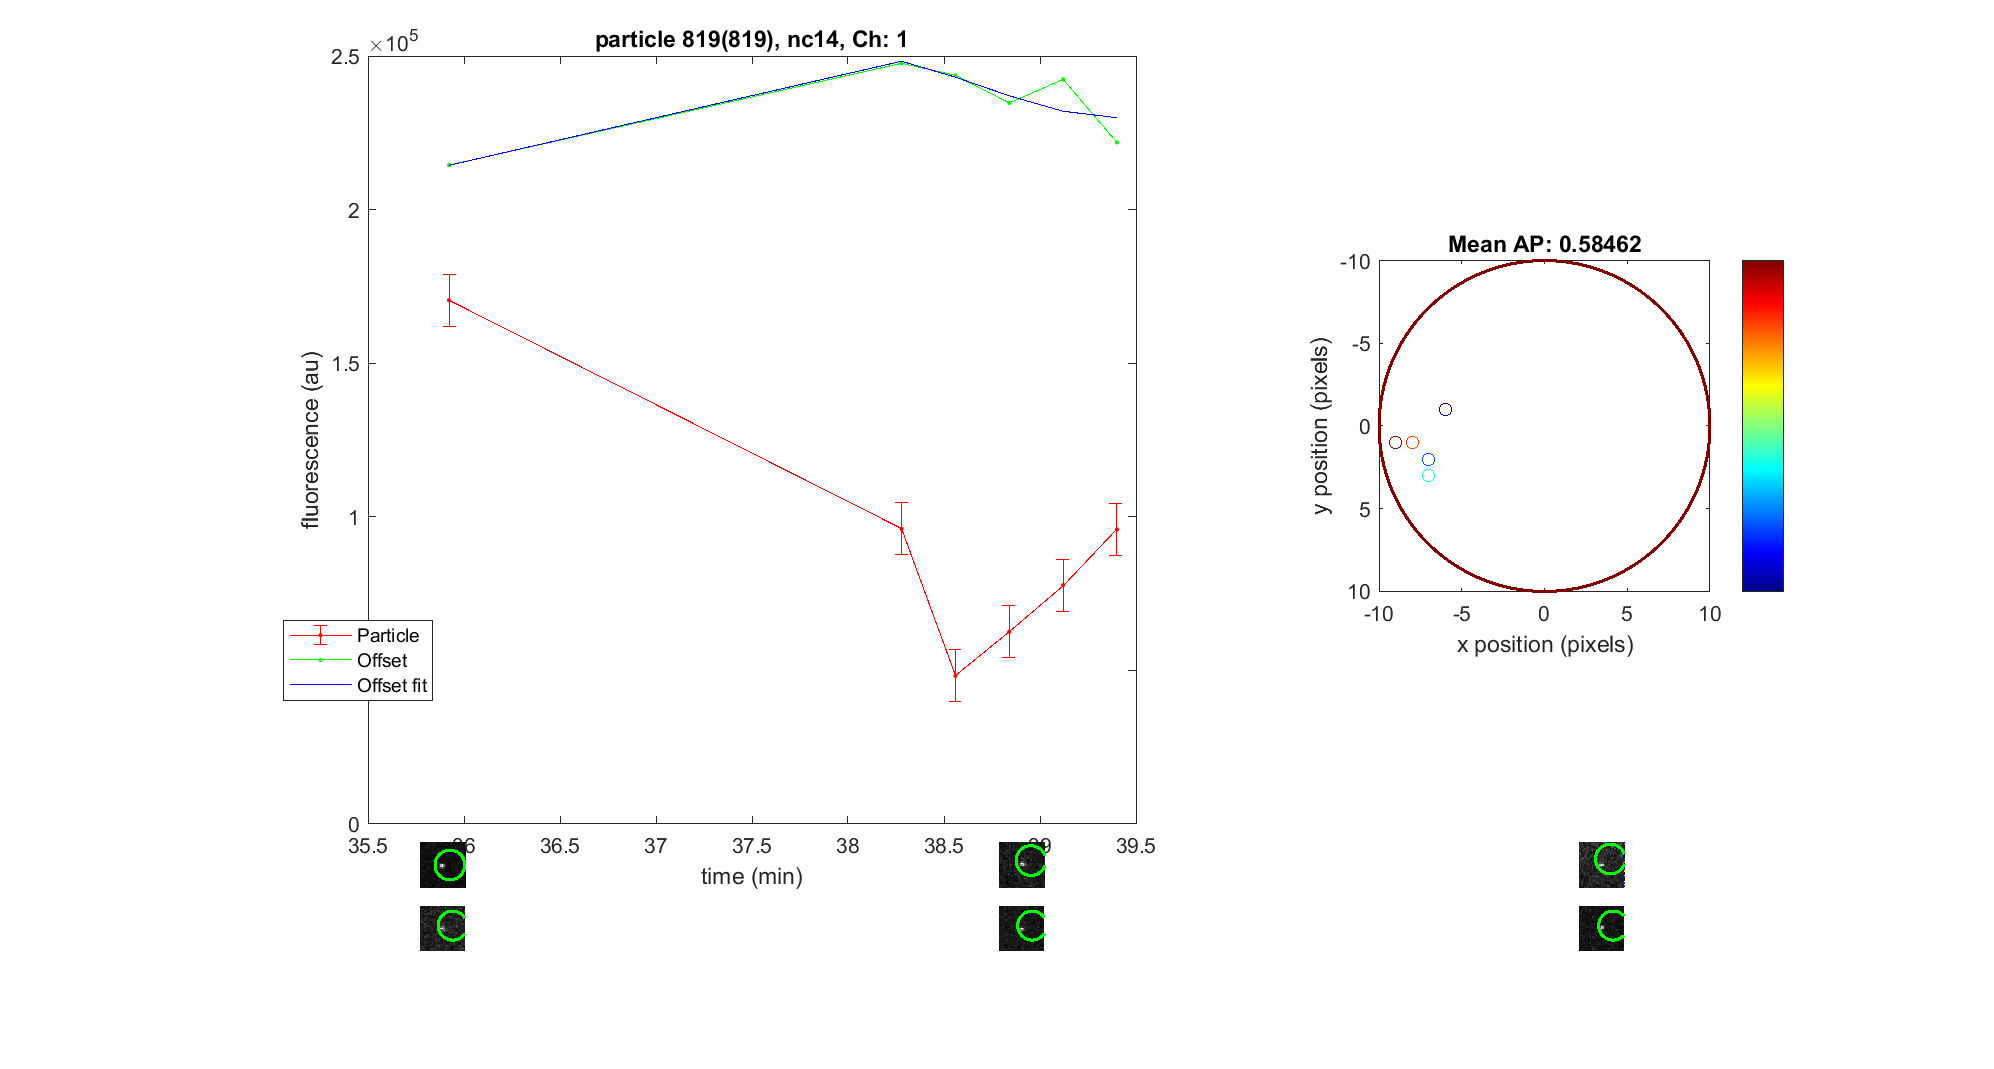 particle 819(819), nc14, Ch: 1
×10^5
2.5
2
1.5
1
0
fluorescence (au)
35.5 36 36.5 37 37.5 38 38.5 39 39.5
time (min)
Particle
Offset
Offset fit
Mean AP: 0.58462
-10
-5
0
5
10
y position (pixels)
-10 -5 0 5 10
x position (pixels)